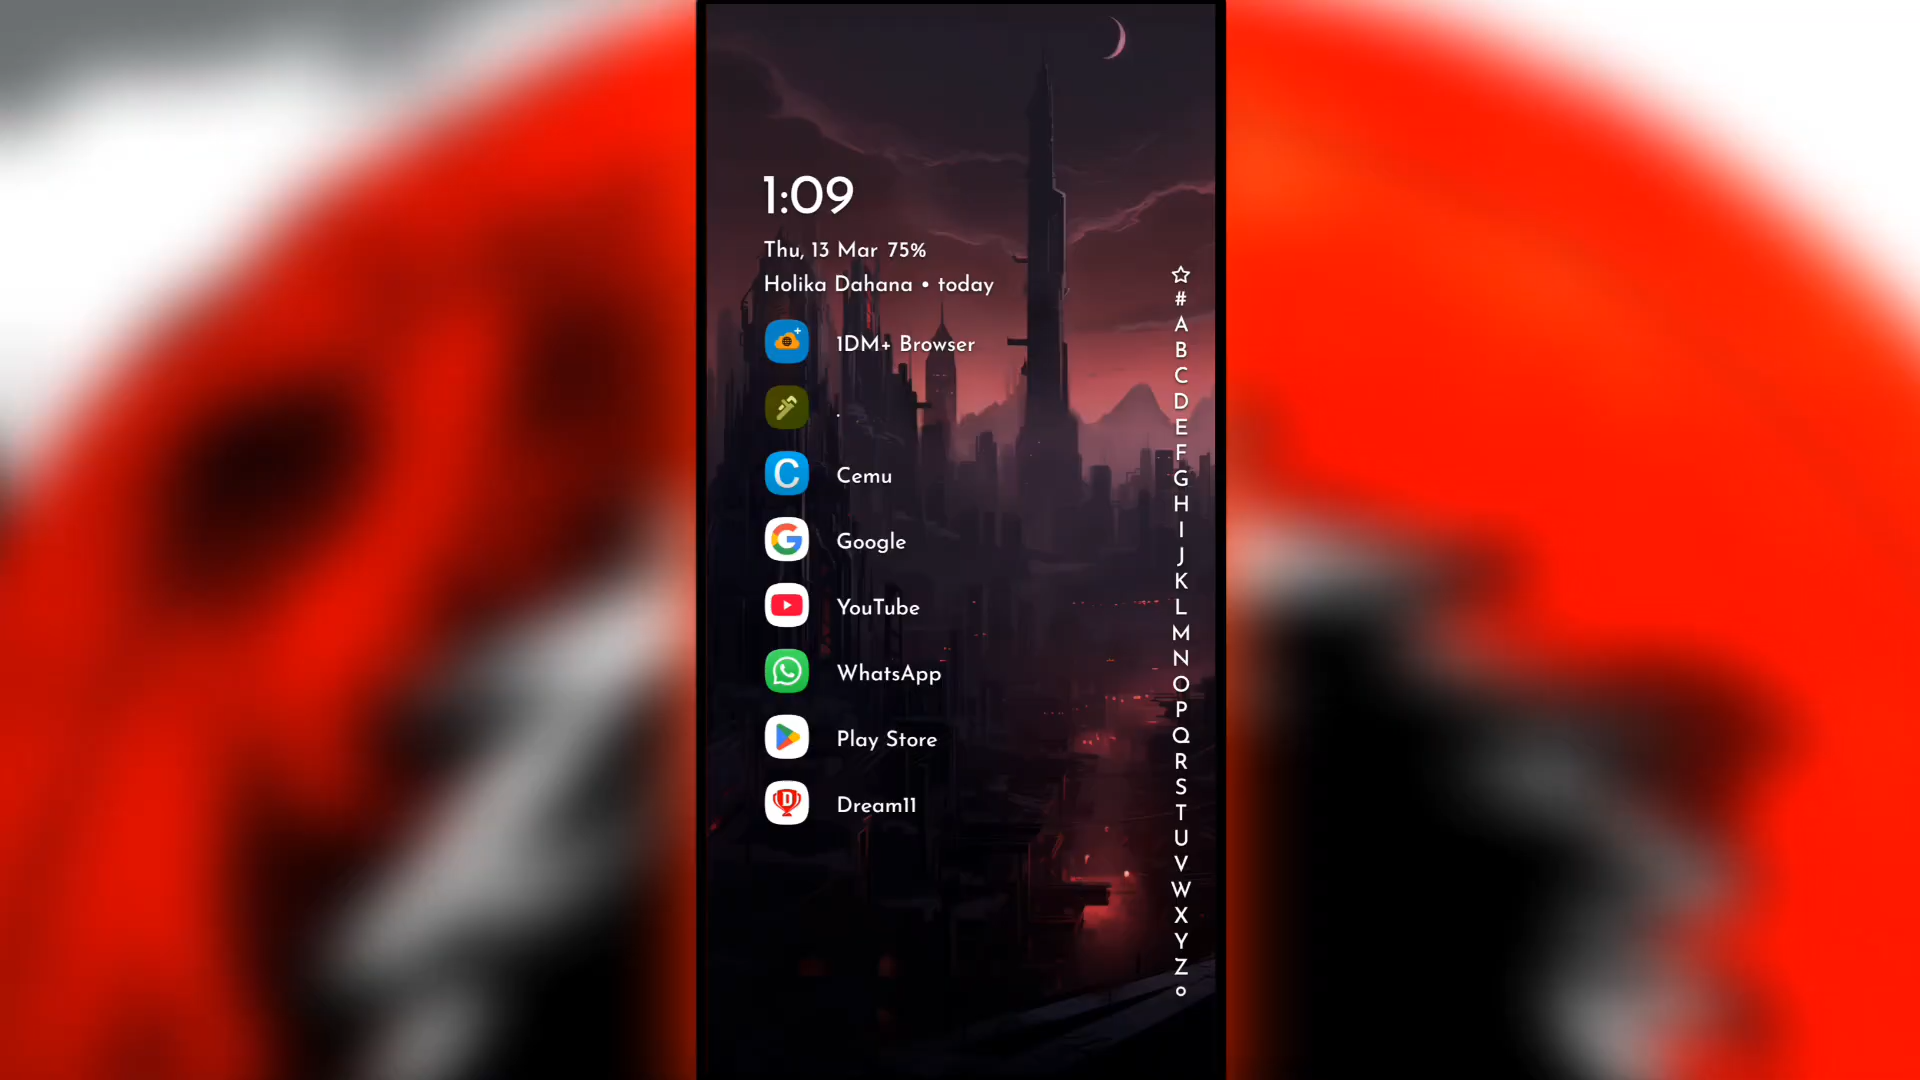 1:09
Thu, 13 Mar 75%
Holika Dahana • today
1DM+ Browser
.
Cemu
Google
YouTube
WhatsApp
Play Store
Dream11
#
A
B
C
D
E
F
G
H
I
J
K
L
M
N
O
P
Q
R
S
T
U
V
W
X
Y
Z